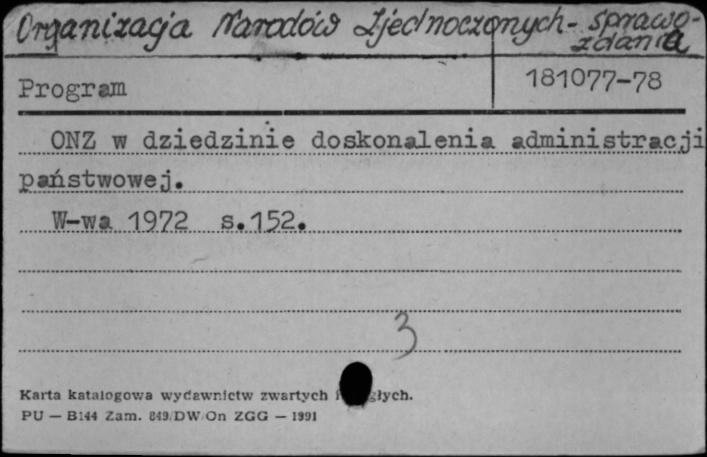 Organizacja Narodów Zjednoczonych - sprawo-
zdania
Program
181077-78
ONZ w dziedzinie doskonalenia administracji
państwowej.
W-wa 1972 s.152.
3
Karta katalogowa wydawnictw zwartych
PU — B144 Zam. 849/DW/On ZGG — 1991